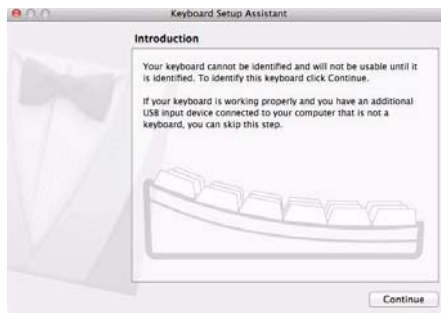 Keyboard Setup Assistant
Introduction
Your keyboard cannot be identified and will not be usable until it
is identified. To identify this keyboard click Continue.
If your keyboard is working properly and you have an additional
USB input device connected to your computer that is not a
keyboard, you can skip this step.
Continue